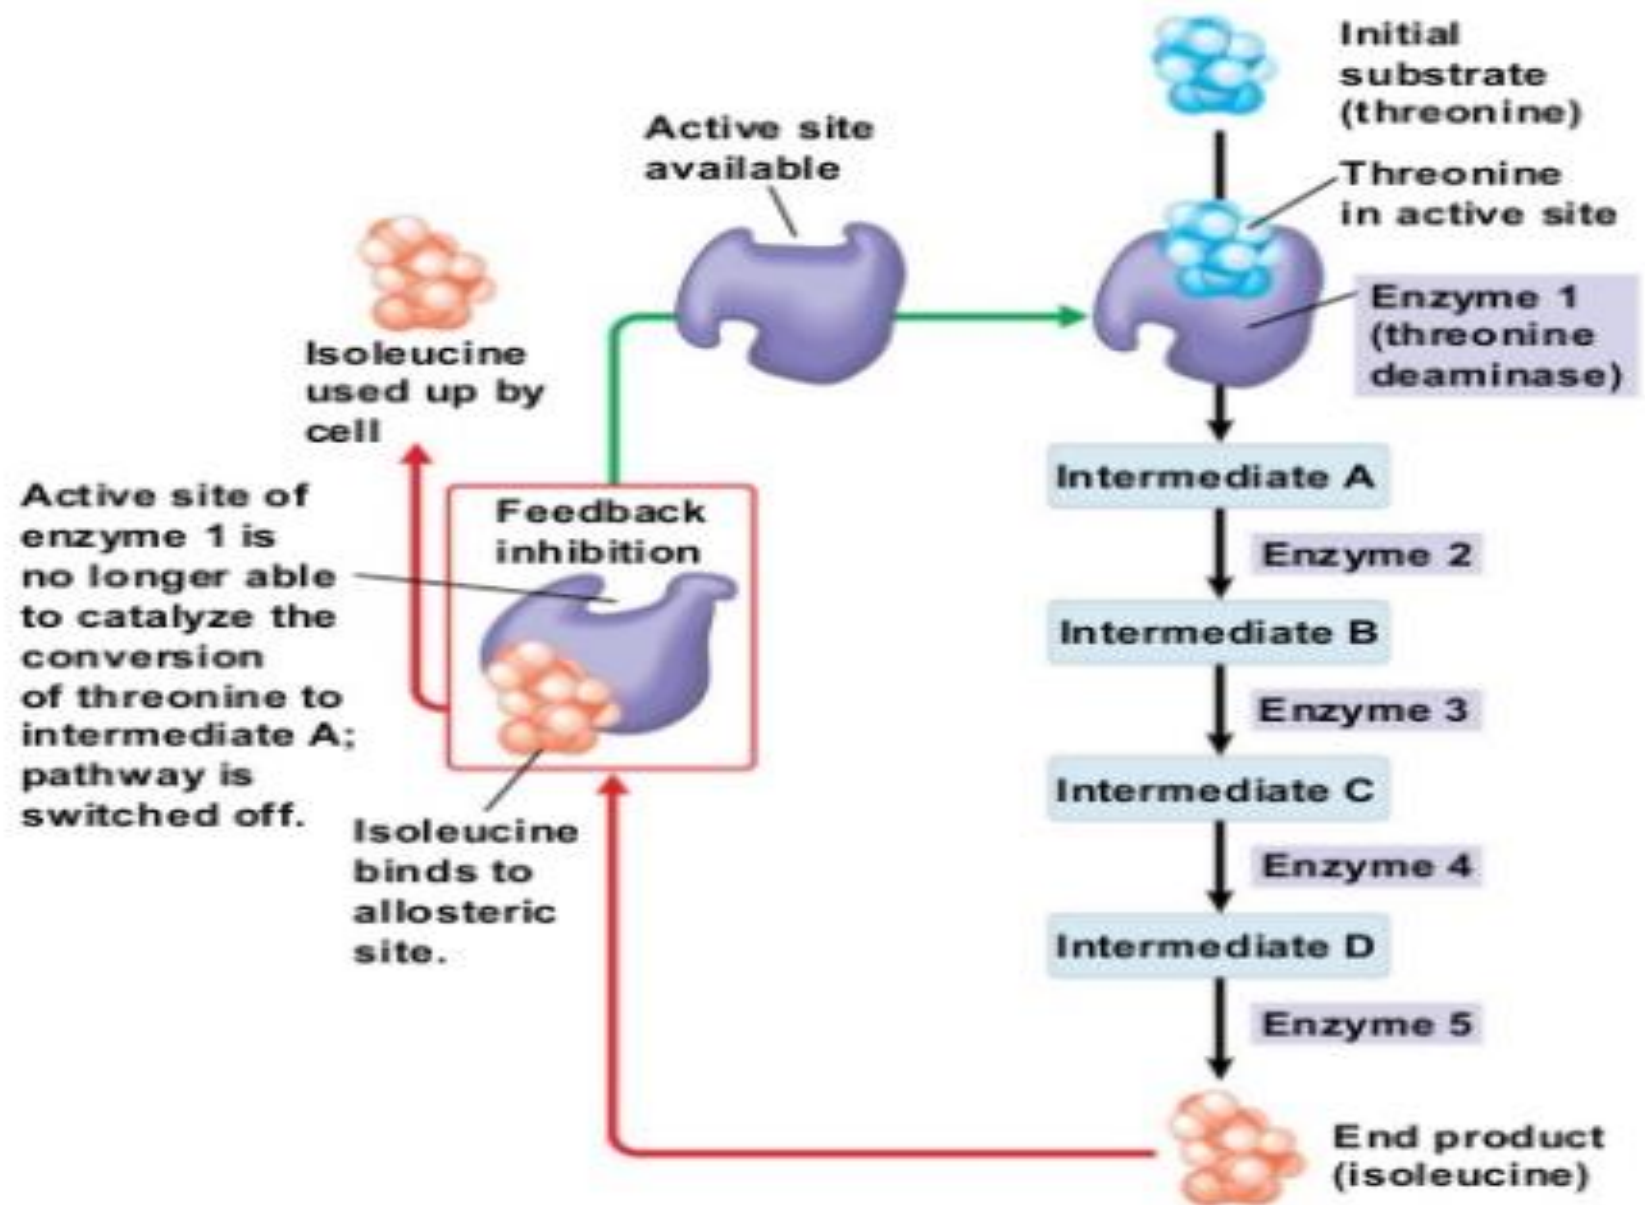 Initial
substrate
(threonine)
Active site
available
Threonine
in active site
Enzyme 1
(threonine
deaminase)
Isoleucine
used up by
cell
Active site of
enzyme 1 is
no longer able
to catalyze the
conversion
of threonine to
intermediate A;
pathway is
switched off.
Feedback
inhibition
Isoleucine
binds to
allosteric
site.
Intermediate A
Enzyme 2
Intermediate B
Enzyme 3
Intermediate C
Enzyme 4
Intermediate D
Enzyme 5
End product
(isoleucine)